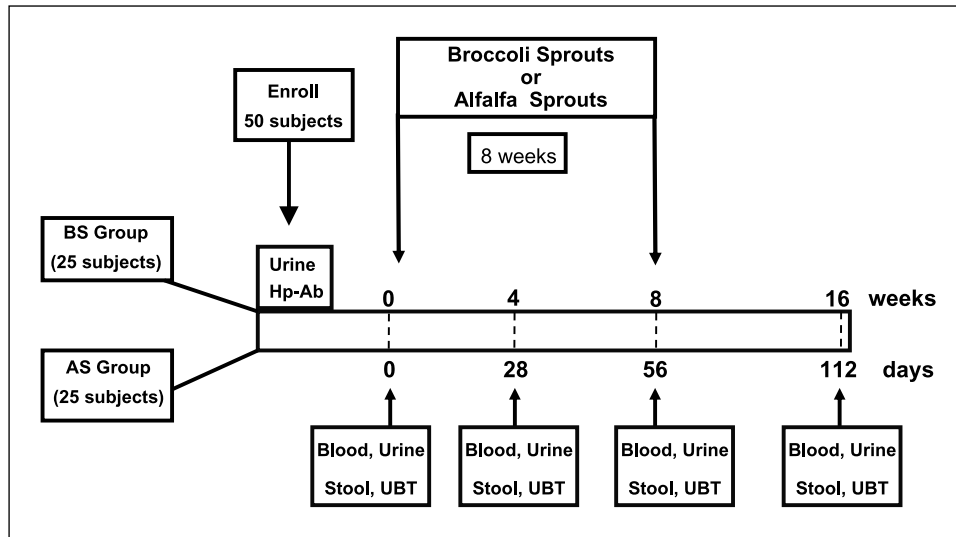 Broccoli Sprouts
or
Alfalfa Sprouts
Enroll
50 subjects
8 weeks
BS Group
(25 subjects)
Urine
Hp-Ab
0 4 8 16 weeks
AS Group
(25 subjects)
0 28 56 112 days
Blood, Urine
Stool, UBT
Blood, Urine
Stool, UBT
Blood, Urine
Stool, UBT
Blood, Urine
Stool, UBT